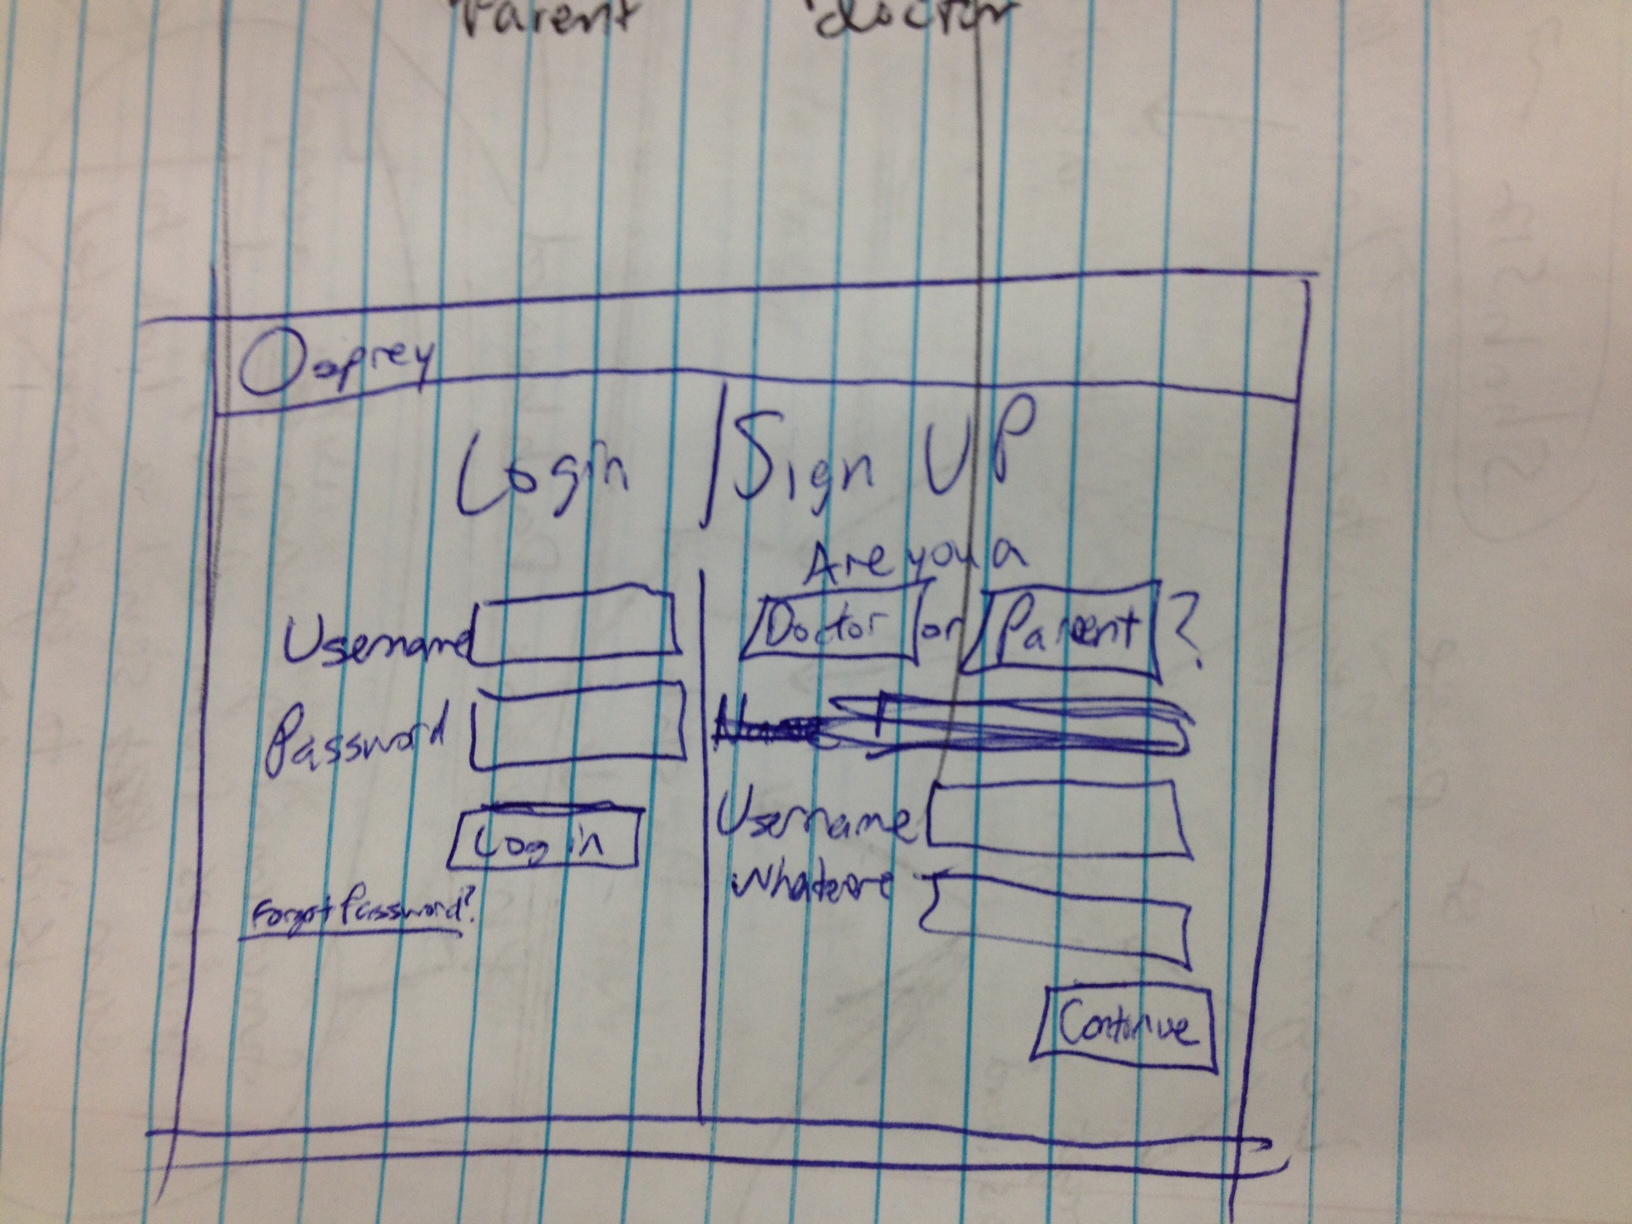 Osprey
Login / Sign UP
Are you a
Doctor or Parent?
Username
Password
Log in
Forgot Password?
Username
whatever
Continue
Parent
doctor